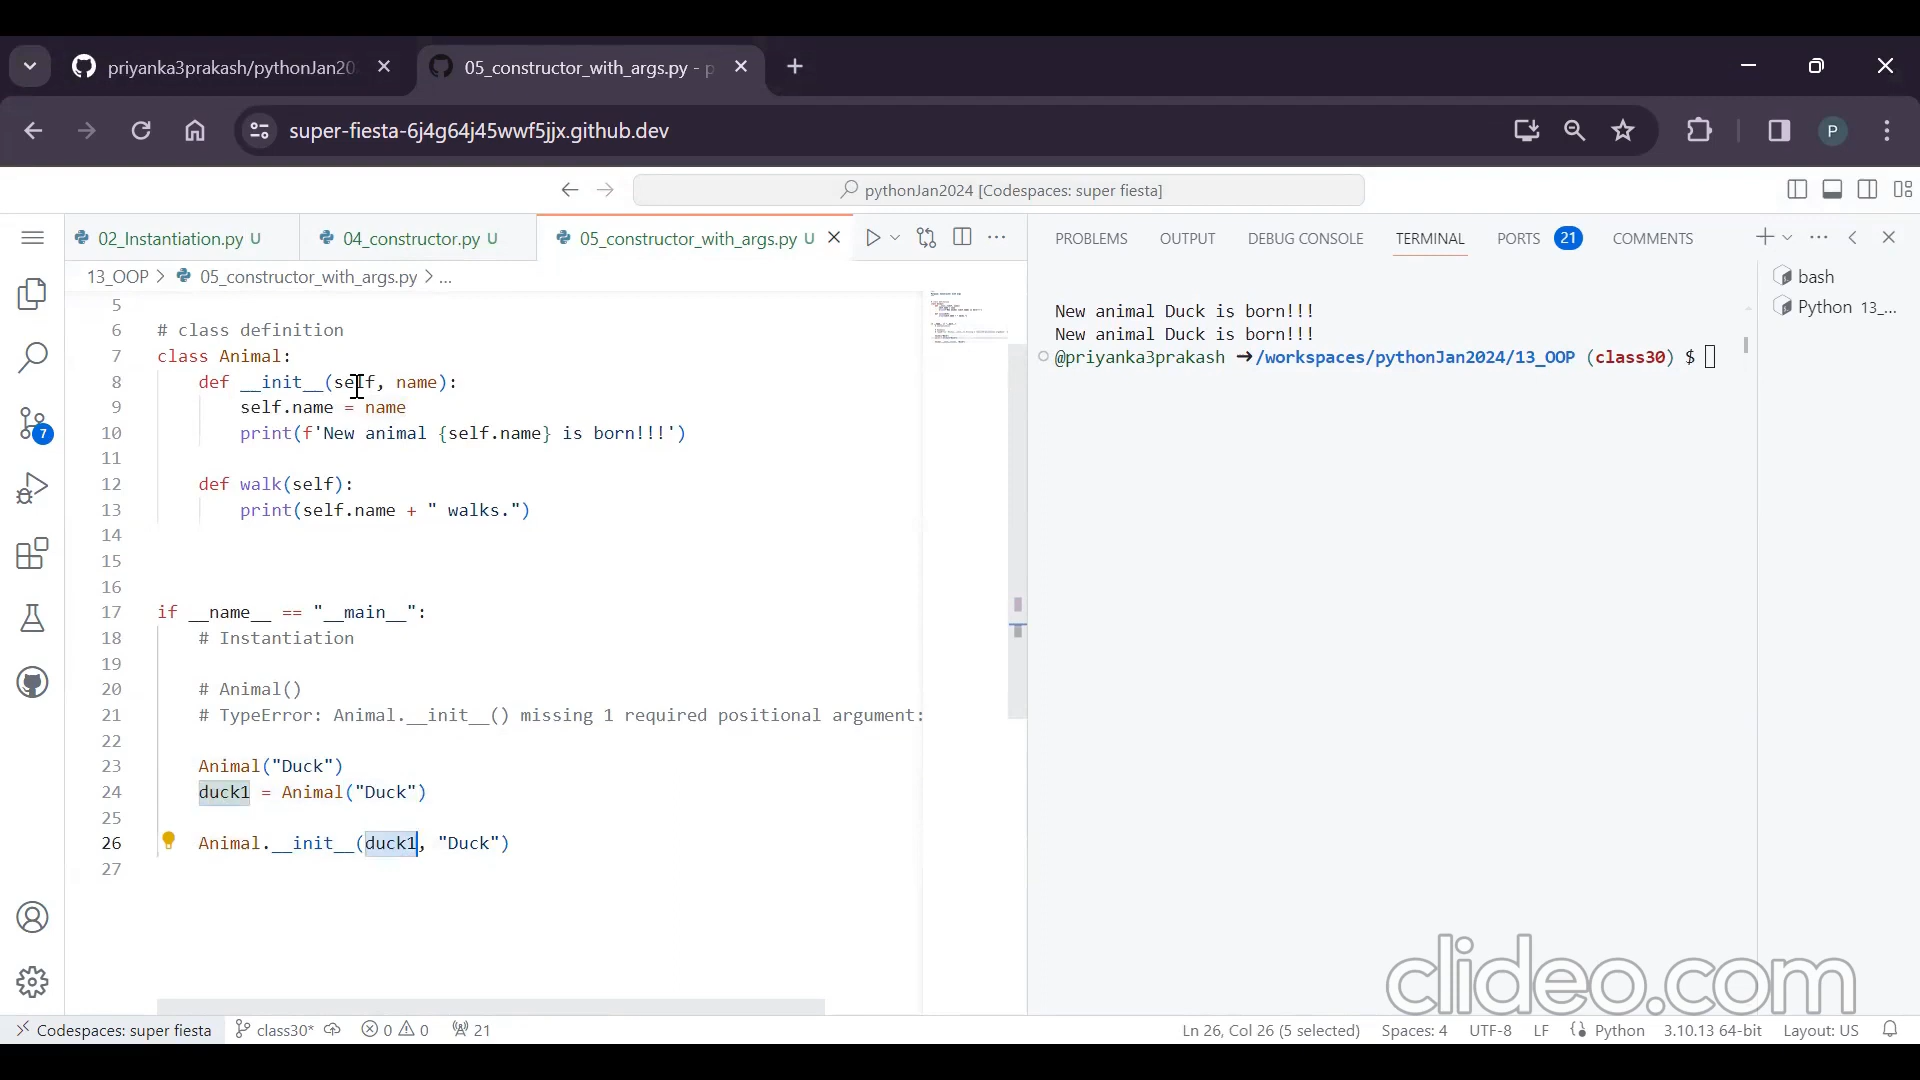 priyanka3prakash/pythonJan20
05_constructor_with_args.py - p
super-fiesta-6j4g64j45wwf5jjx.github.dev
P
pythonJan2024 [Codespaces: super fiesta]
02_Instantiation.py U
04_constructor.py U
05_constructor_with_args.py U
PROBLEMS
OUTPUT
DEBUG CONSOLE
TERMINAL
PORTS 21
COMMENTS
13_OOP > 05_constructor_with_args.py > ...
5
6 # class definition
7 class Animal:
8 def __init__(self, name):
9 self.name = name
10 print(f'New animal {self.name} is born!!!')
11
12 def walk(self):
13 print(self.name + " walks.")
14
15
16
17 if __name__ == "__main__":
18 # Instantiation
19
20 # Animal()
21 # TypeError: Animal.__init__() missing 1 required positional argument:
22
23 Animal("Duck")
24 duck1 = Animal("Duck")
25
26 Animal.__init__(duck1, "Duck")
27
7
New animal Duck is born!!!
New animal Duck is born!!!
@priyanka3prakash ➜/workspaces/pythonJan2024/13_OOP (class30) $
bash
Python 13_...
clideo.com
Codespaces: super fiesta
class30*
0
0
21
Ln 26, Col 26 (5 selected)
Spaces: 4
UTF-8
LF
Python
3.10.13 64-bit
Layout: US